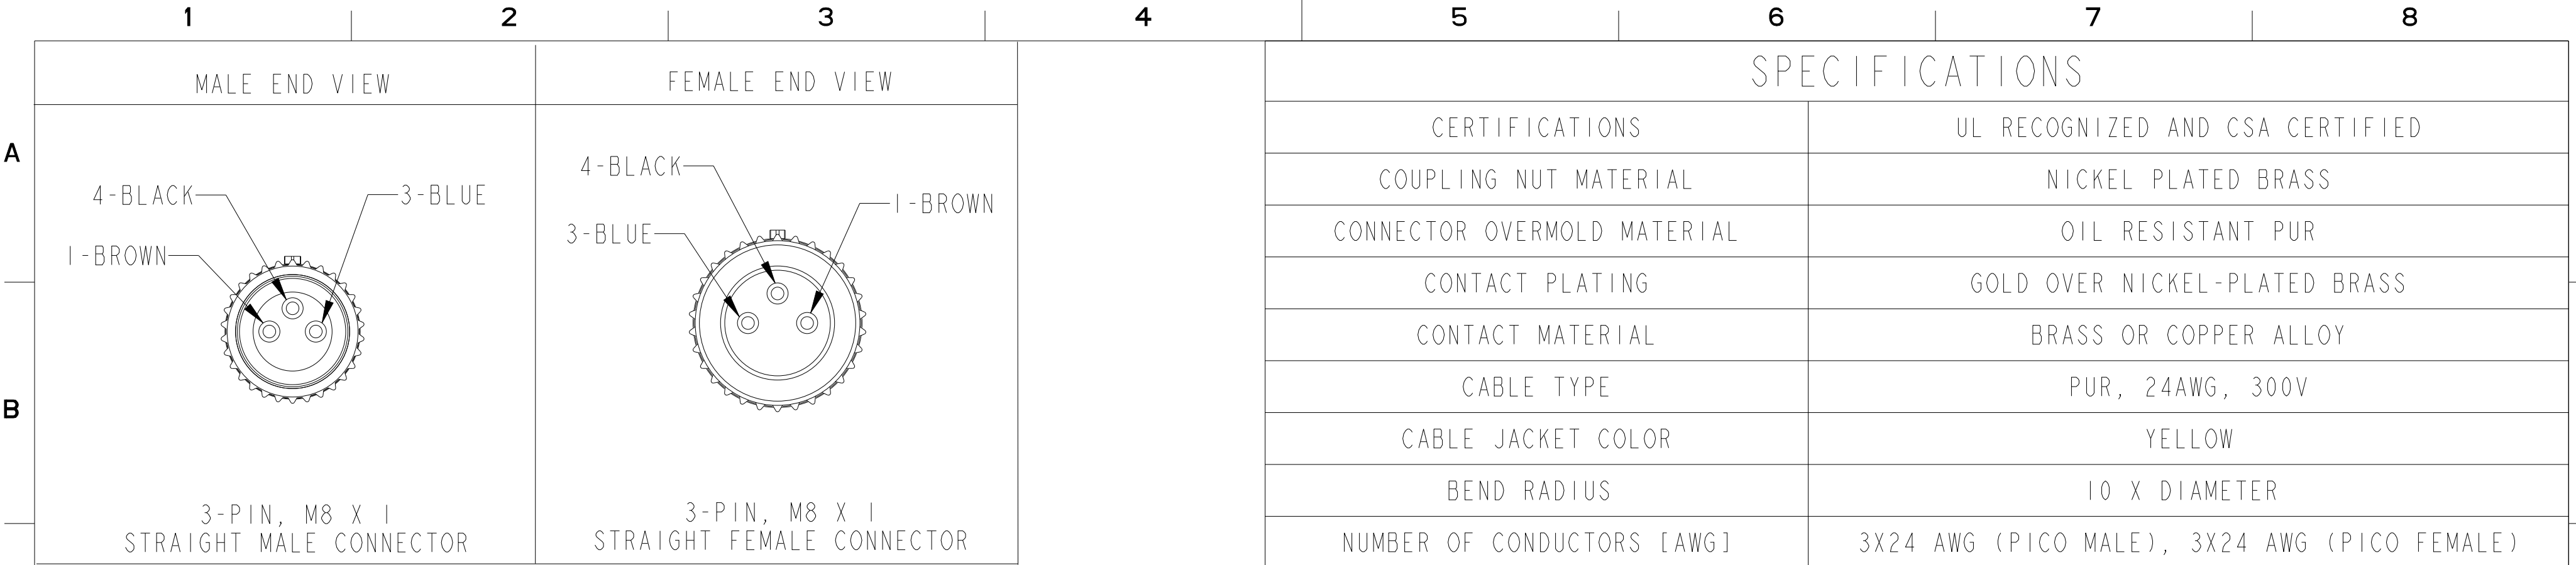 1 2 3 4 5 6 7 8
A
B
MALE END VIEW
4-BLACK
3-BLUE
1-BROWN
3-PIN, M8 X 1
STRAIGHT MALE CONNECTOR
FEMALE END VIEW
4-BLACK
1-BROWN
3-BLUE
3-PIN, M8 X 1
STRAIGHT FEMALE CONNECTOR
SPECIFICATIONS
CERTIFICATIONS UL RECOGNIZED AND CSA CERTIFIED
COUPLING NUT MATERIAL NICKEL PLATED BRASS
CONNECTOR OVERMOLD MATERIAL OIL RESISTANT PUR
CONTACT PLATING GOLD OVER NICKEL-PLATED BRASS
CONTACT MATERIAL BRASS OR COPPER ALLOY
CABLE TYPE PUR, 24AWG, 300V
CABLE JACKET COLOR YELLOW
BEND RADIUS 10 X DIAMETER
NUMBER OF CONDUCTORS [AWG] 3X24 AWG (PICO MALE), 3X24 AWG (PICO FEMALE)